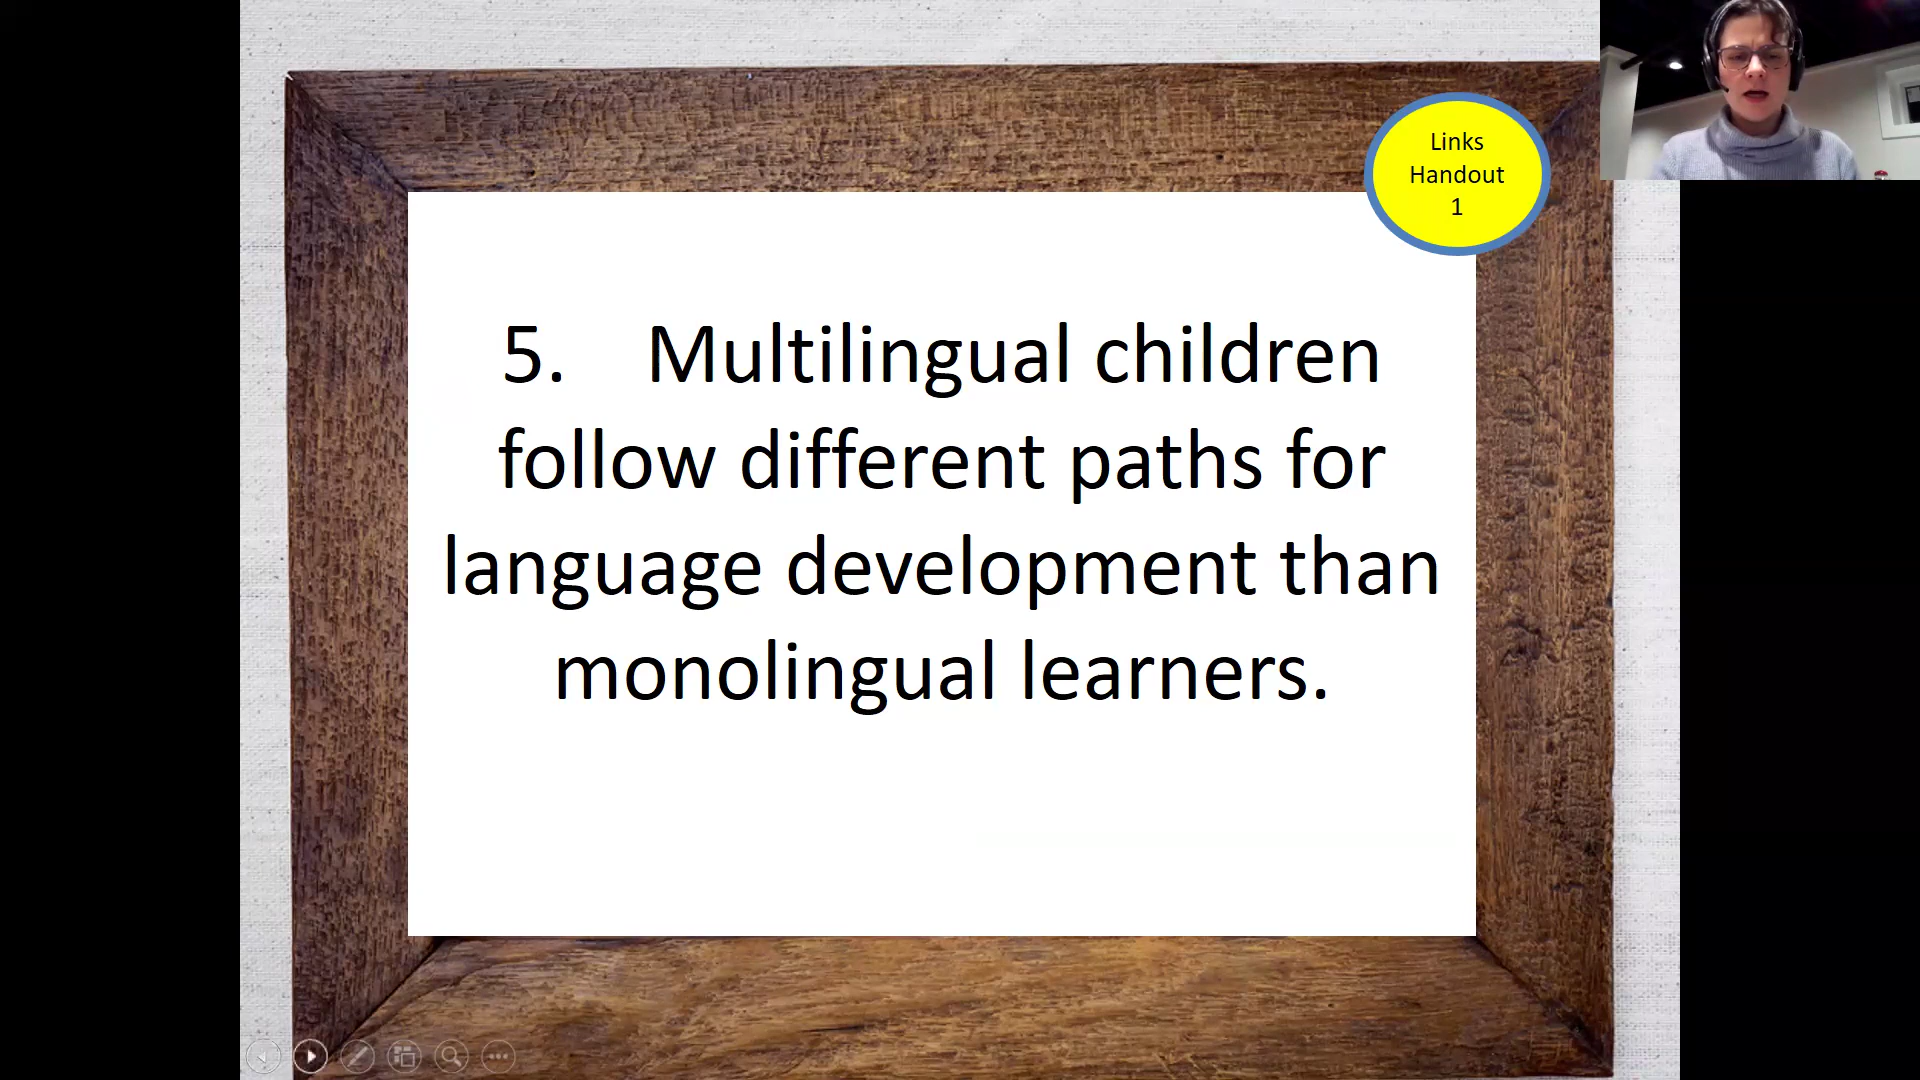 Links
Handout
1
5. Multilingual children
follow different paths for
language development than
monolingual learners.